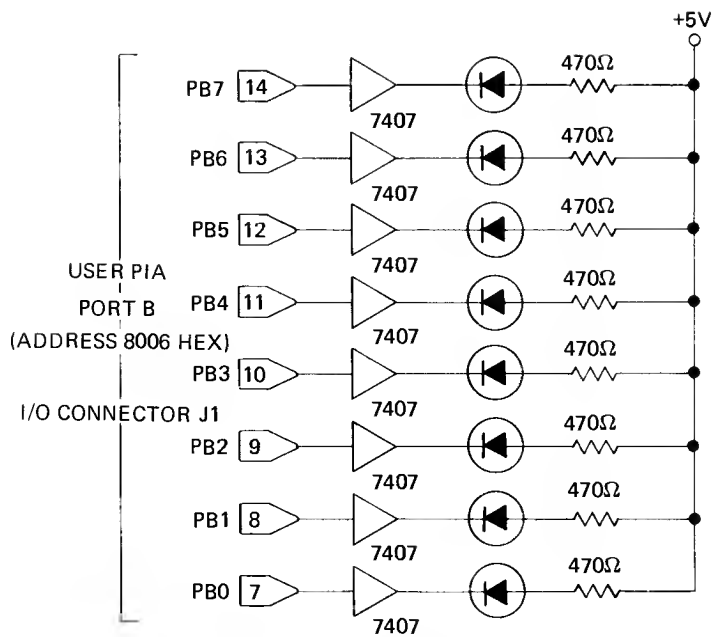 +5V
PB7 14 7407 470Ω
PB6 13 7407 470Ω
PB5 12 7407 470Ω
PB4 11 7407 470Ω
PB3 10 7407 470Ω
PB2 9 7407 470Ω
PB1 8 7407 470Ω
PB0 7 7407 470Ω
USER PIA
PORT B
(ADDRESS 8006 HEX)
I/O CONNECTOR J1